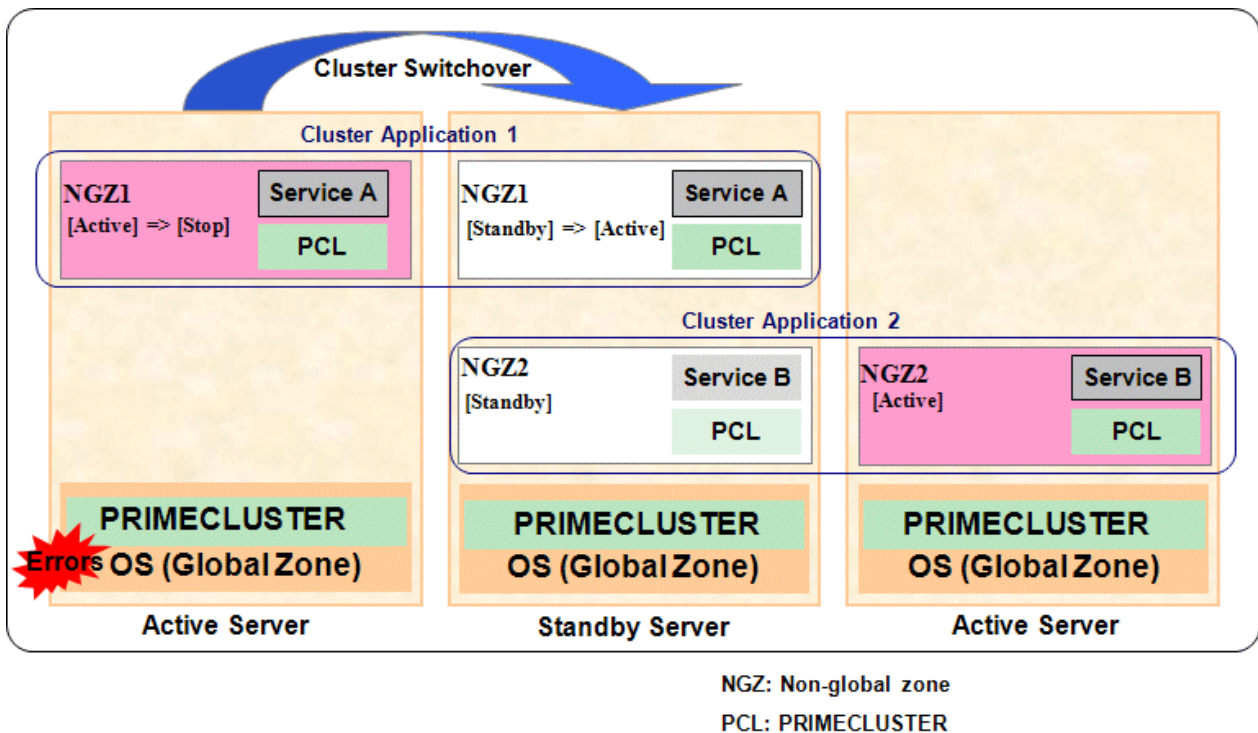 Cluster Switchover
Cluster Application 1
NGZ1
[Active] => [Stop]
Service A
PCL
NGZ1
[Standby] => [Active]
Service A
PCL
Cluster Application 2
NGZ2
[Standby]
Service B
PCL
NGZ2
[Active]
Service B
PCL
PRIMECLUSTER
Errors
OS (Global Zone)
PRIMECLUSTER
OS (Global Zone)
PRIMECLUSTER
OS (Global Zone)
Active Server
Standby Server
Active Server
NGZ: Non-global zone
PCL: PRIMECLUSTER